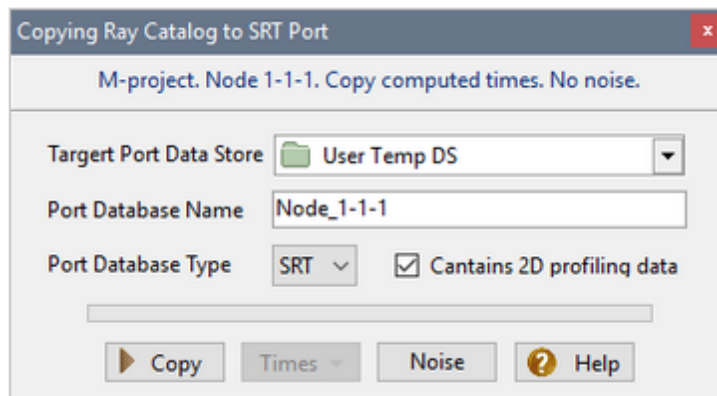 Copying Ray Catalog to SRT Port x
M-project. Node 1-1-1. Copy computed times. No noise.
Targert Port Data Store User Temp DS
Port Database Name Node_1-1-1
Port Database Type SRT Cantains 2D profiling data
Copy Times Noise ? Help